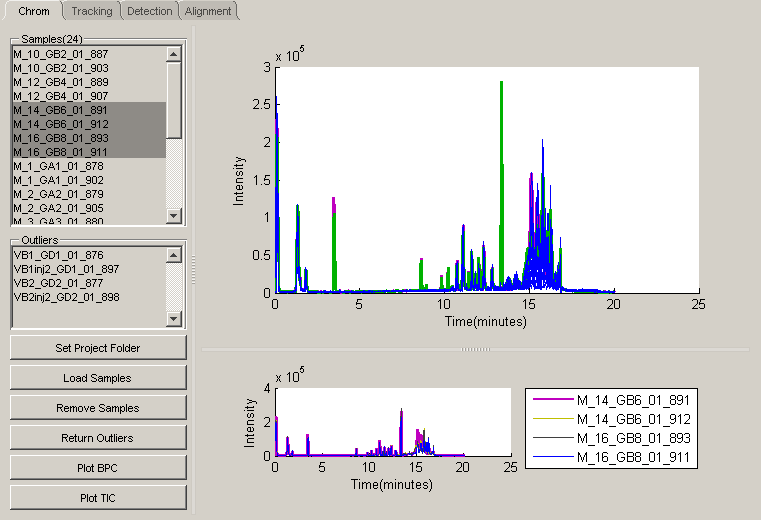 Chrom
Tracking
Detection
Alignment
Samples(24)
M_10_GB2_01_887
M_10_GB2_01_903
M_12_GB4_01_889
M_12_GB4_01_907
M_14_GB6_01_891
M_14_GB6_01_912
M_16_GB8_01_893
M_16_GB8_01_911
M_1_GA1_01_878
M_1_GA1_01_902
M_2_GA2_01_879
M_2_GA2_01_905
M_3_GA3_01_880
Outliers
VB1_GD1_01_876
VB1inj2_GD1_01_897
VB2_GD2_01_877
VB2inj2_GD2_01_898
Set Project Folder
Load Samples
Remove Samples
Return Outliers
Plot BPC
Plot TIC
x 10^5
3
2.5
2
1.5
1
0.5
0
Intensity
0 5 10 15 20 25
Time(minutes)
x 10^5
4
2
0
Intensity
0 5 10 15 20 25
Time(minutes)
M_14_GB6_01_891
M_14_GB6_01_912
M_16_GB8_01_893
M_16_GB8_01_911